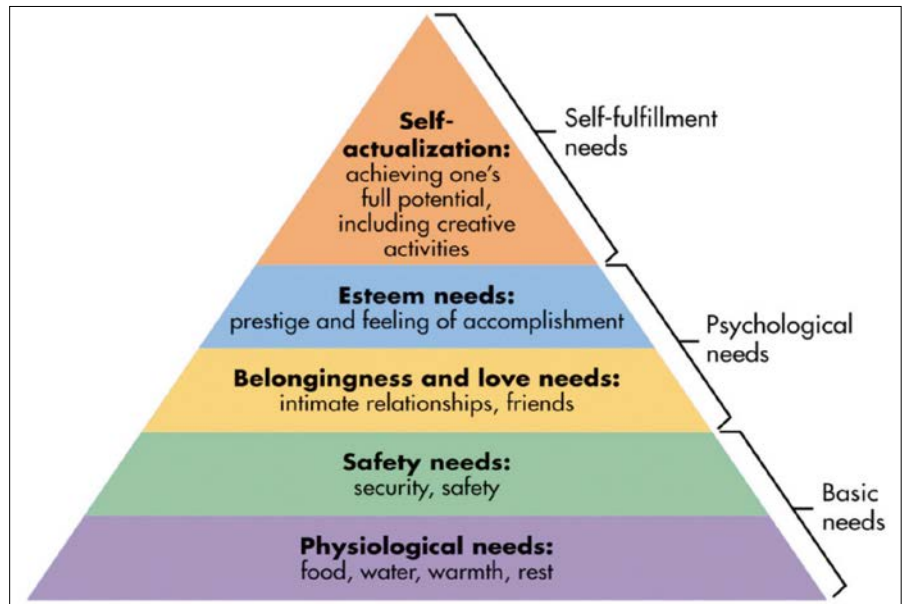 Self-
actualization:
achieving one's
full potential,
including creative
activities
Self-fulfillment
needs
Esteem needs:
prestige and feeling of accomplishment
Psychological
needs
Belongingness and love needs:
intimate relationships, friends
Safety needs:
security, safety
Basic
needs
Physiological needs:
food, water, warmth, rest